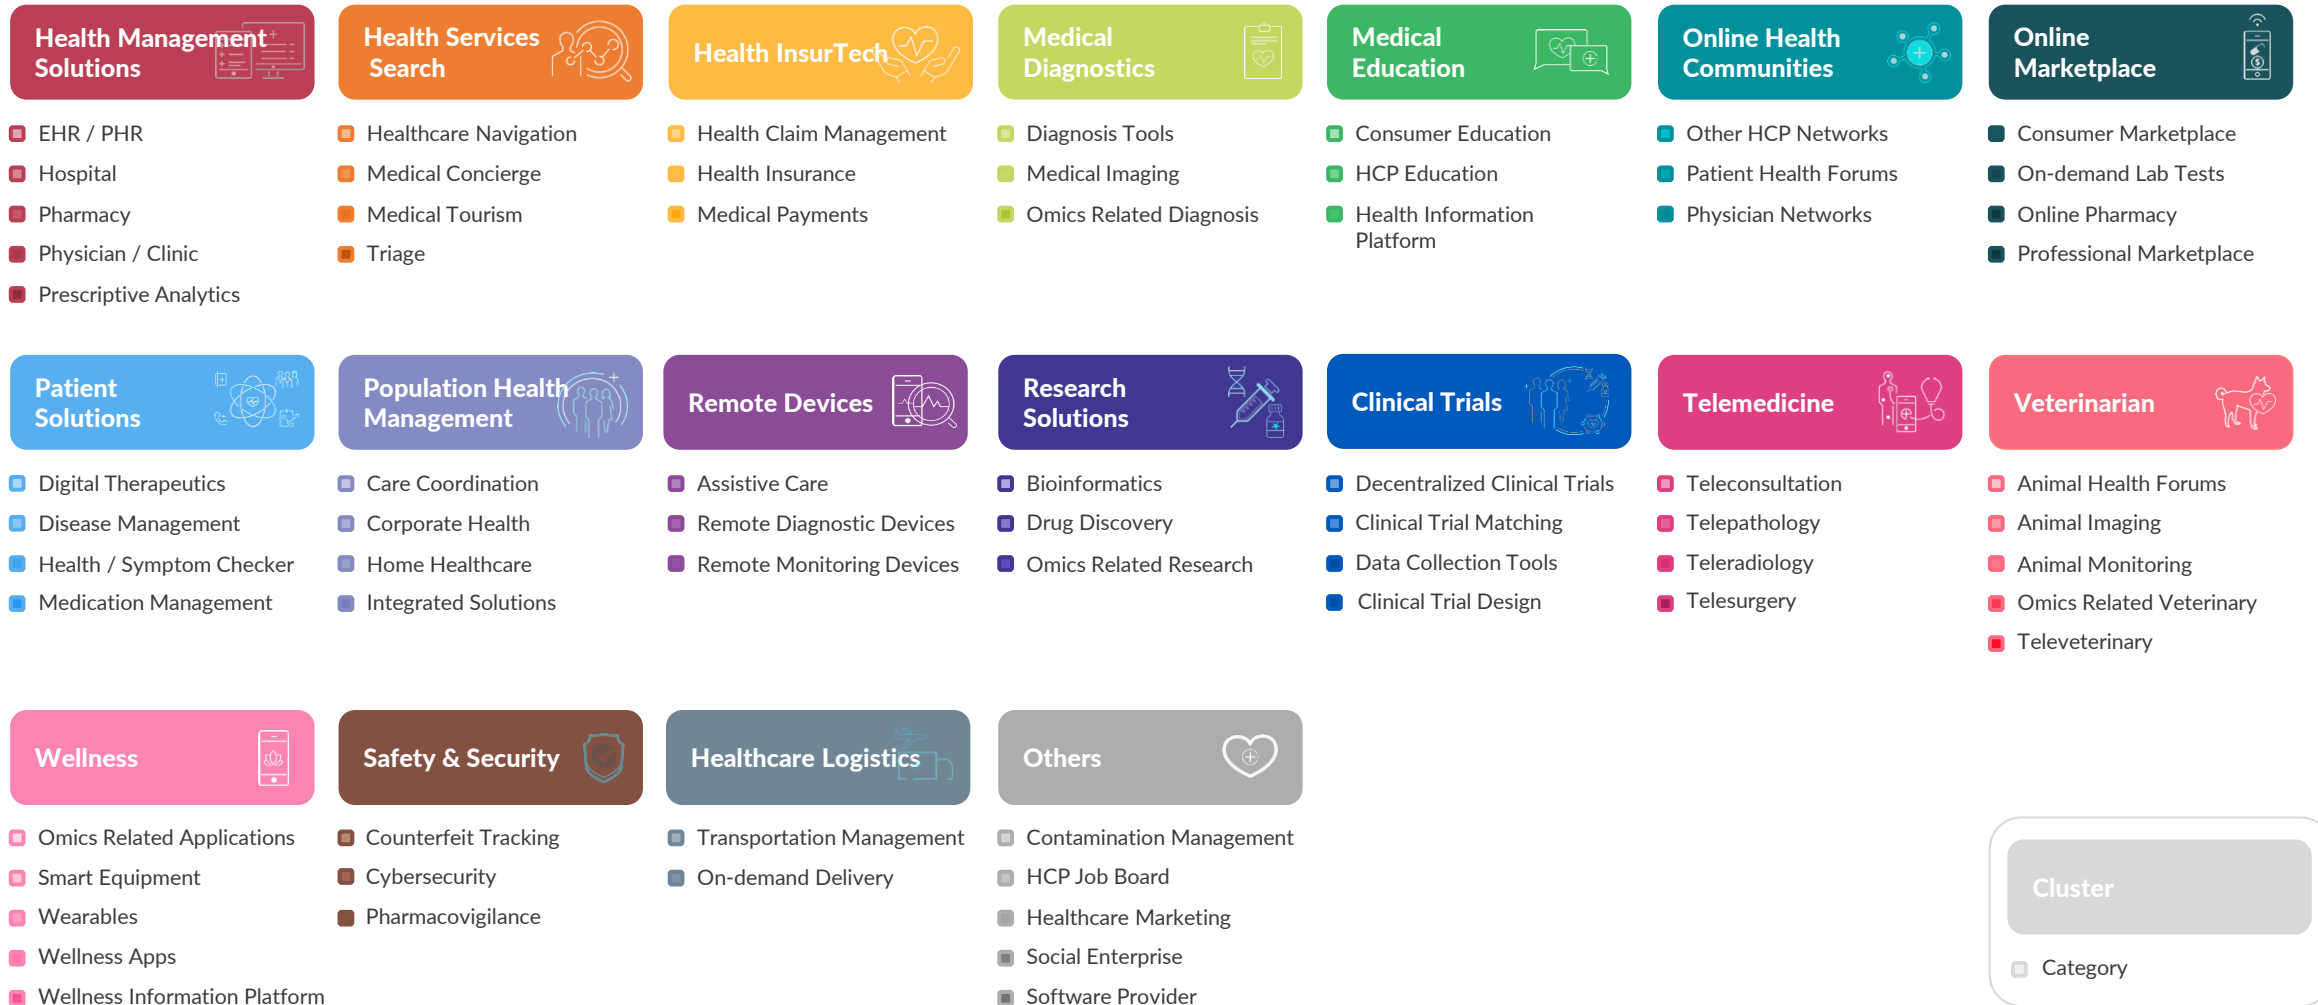 Health Management
Solutions
EHR / PHR
Hospital
Pharmacy
Physician / Clinic
Prescriptive Analytics
Health Services
Search
Healthcare Navigation
Medical Concierge
Medical Tourism
Triage
Health InsurTech
Health Claim Management
Health Insurance
Medical Payments
Medical
Diagnostics
Diagnosis Tools
Medical Imaging
Omics Related Diagnosis
Medical
Education
Consumer Education
HCP Education
Health Information
Platform
Online Health
Communities
Other HCP Networks
Patient Health Forums
Physician Networks
Online
Marketplace
Consumer Marketplace
On-demand Lab Tests
Online Pharmacy
Professional Marketplace
Patient
Solutions
Digital Therapeutics
Disease Management
Health / Symptom Checker
Medication Management
Population Health
Management
Care Coordination
Corporate Health
Home Healthcare
Integrated Solutions
Remote Devices
Assistive Care
Remote Diagnostic Devices
Remote Monitoring Devices
Research
Solutions
Bioinformatics
Drug Discovery
Omics Related Research
Clinical Trials
Decentralized Clinical Trials
Clinical Trial Matching
Data Collection Tools
Clinical Trial Design
Telemedicine
Teleconsultation
Telepathology
Teleradiology
Telesurgery
Veterinarian
Animal Health Forums
Animal Imaging
Animal Monitoring
Omics Related Veterinary
Televeterinary
Wellness
Omics Related Applications
Smart Equipment
Wearables
Wellness Apps
Wellness Information Platform
Safety & Security
Counterfeit Tracking
Cybersecurity
Pharmacovigilance
Healthcare Logistics
Transportation Management
On-demand Delivery
Others
Contamination Management
HCP Job Board
Healthcare Marketing
Social Enterprise
Software Provider
Cluster
Category